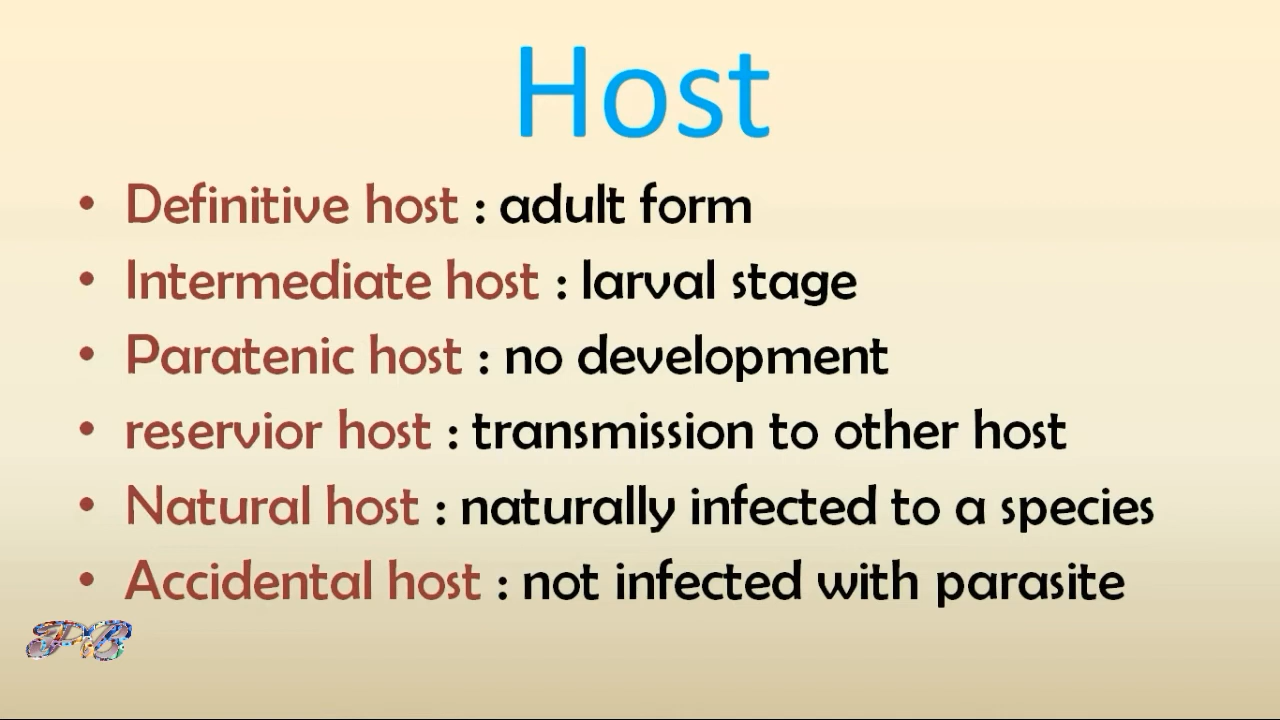 Host
• Definitive host : adult form
• Intermediate host : larval stage
• Paratenic host : no development
• reservior host : transmission to other host
• Natural host : naturally infected to a species
• Accidental host : not infected with parasite
PB